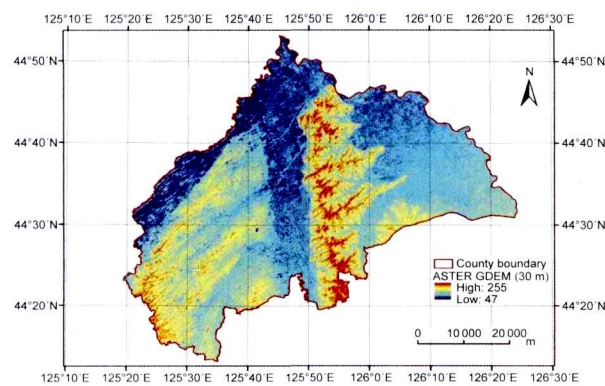 125°10´E 125°20´E 125°30´E 125°40´E 125°50´E 126°00´E 126°10´E 126°20´E 126°30´E
44°50´N 44°50´N
N
44°40´N 44°40´N
44°30´N 44°30´N
County boundary
ASTER GDEM (30 m)
High: 255
Low: 47
44°20´N 44°20´N
0 10 000 20 000
m
125°10´E 125°20´E 125°30´E 125°40´E 125°50´E 126°00´E 126°10´E 126°20´E 126°30´E